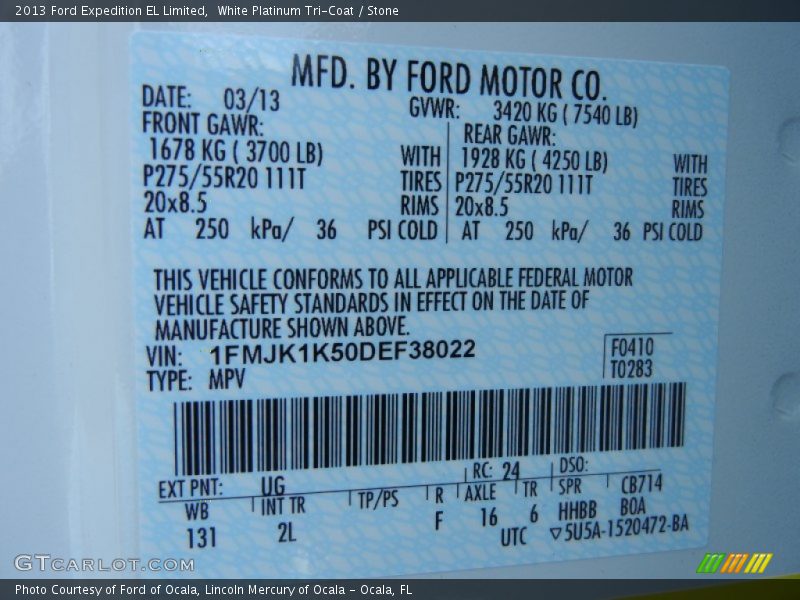 2013 Ford Expedition EL Limited, White Platinum Tri-Coat / Stone
MFD. BY FORD MOTOR CO.
DATE: 03/13 GVWR: 3420 KG ( 7540 LB)
FRONT GAWR: REAR GAWR:
1678 KG ( 3700 LB) WITH 1928 KG ( 4250 LB) WITH
P275/55R20 111T TIRES P275/55R20 111T TIRES
20x8.5 RIMS 20x8.5 RIMS
AT 250 kPa/ 36 PSI COLD AT 250 kPa/ 36 PSI COLD
THIS VEHICLE CONFORMS TO ALL APPLICABLE FEDERAL MOTOR
VEHICLE SAFETY STANDARDS IN EFFECT ON THE DATE OF
MANUFACTURE SHOWN ABOVE.
VIN: 1FMJK1K50DEF38022 F0410
TYPE: MPV T0283
EXT PNT: UG RC: 24 DSO:
WB INT TR TP/PS R AXLE TR SPR CB714
131 2L F 16 6 HHBB BOA
UTC ▽5U5A-1520472-BA
GTCARLOT.COM
Photo Courtesy of Ford of Ocala, Lincoln Mercury of Ocala - Ocala, FL